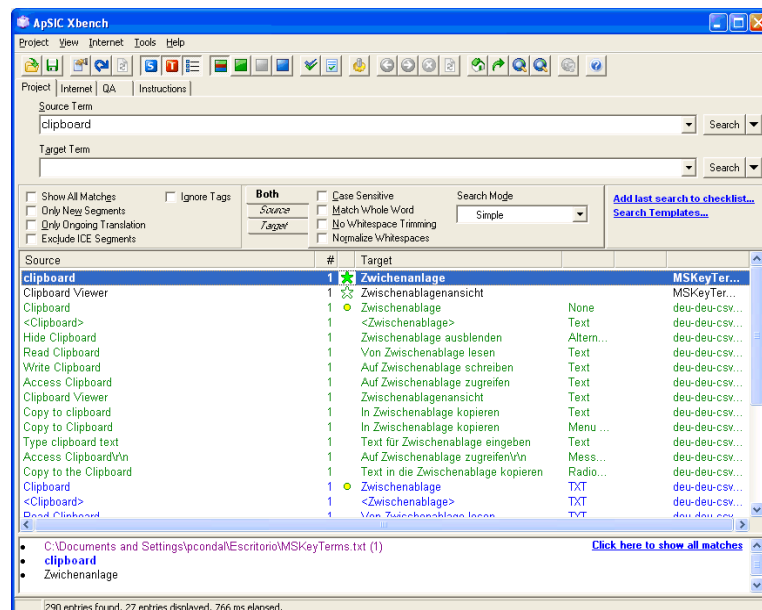 ApSIC Xbench
Project View Internet Tools Help
Project Internet QA Instructions
Source Term
clipboard Search
Target Term
Search
Show All Matches Ignore Tags
Only New Segments
Only Ongoing Translation
Exclude ICE Segments
Both
Source
Target
Case Sensitive
Match Whole Word
No Whitespace Trimming
Normalize Whitespaces
Search Mode
Simple
Add last search to checklist...
Search Templates...
Source # Target
clipboard 1 Zwichenanlage MSKeyTer...
Clipboard Viewer 1 Zwischenablagenansicht MSKeyTer...
Clipboard 1 Zwischenablage None deu-deu-csv...
<Clipboard> 1 <Zwischenablage> Text deu-deu-csv...
Hide Clipboard 1 Zwischenablage ausblenden Altern... deu-deu-csv...
Read Clipboard 1 Von Zwischenablage lesen Text deu-deu-csv...
Write Clipboard 1 Auf Zwischenablage schreiben Text deu-deu-csv...
Access Clipboard 1 Auf Zwischenablage zugreifen Text deu-deu-csv...
Clipboard Viewer 1 Zwischenablagenansicht Text deu-deu-csv...
Copy to clipboard 1 In Zwischenablage kopieren Text deu-deu-csv...
Copy to Clipboard 1 In Zwischenablage kopieren Menu ... deu-deu-csv...
Type clipboard text 1 Text für Zwischenablage eingeben Text deu-deu-csv...
Access Clipboard\r\n 1 Auf Zwischenablage zugreifen\r\n Mess... deu-deu-csv...
Copy to the Clipboard 1 Text in die Zwischenablage kopieren Radio... deu-deu-csv...
Clipboard 1 Zwischenablage TXT deu-deu-csv...
<Clipboard> 1 <Zwischenablage> TXT deu-deu-csv...
Read Clipboard 1 Von Zwischenablage lesen TXT deu-deu-csv...
C:\Documents and Settings\pcondal\Escritorio\MSKeyTerms.txt (1) Click here to show all matches
clipboard
Zwichenanlage
290 entries found, 27 entries displayed, 766 ms elapsed.